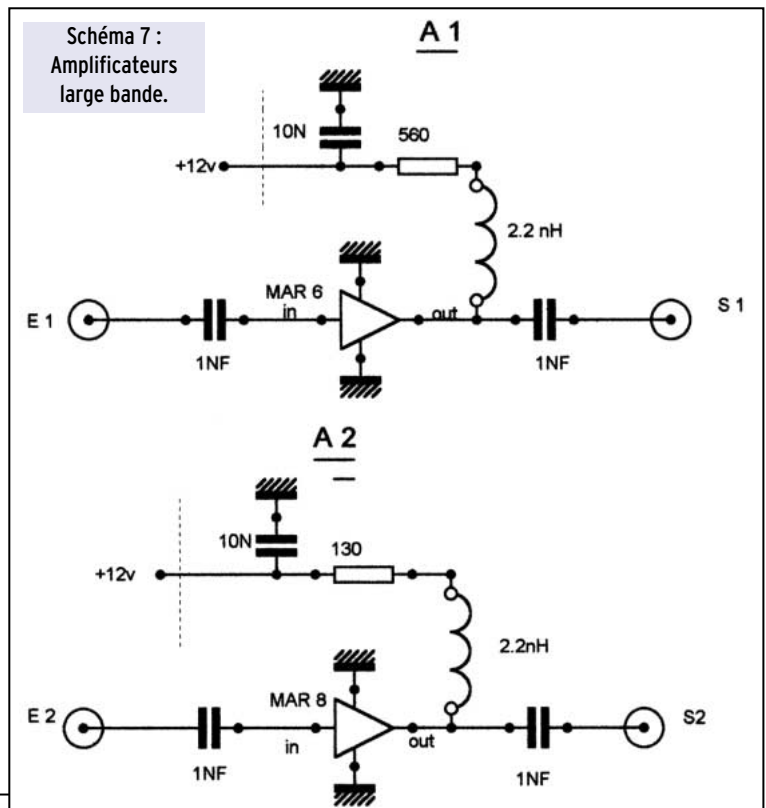 Schéma 7 :
Amplificateurs
large bande.
A 1
10N
560
+12v
2.2 nH
MAR 6
in
out
E 1
S 1
1NF
1NF
A 2
10N
130
+12v
2.2nH
MAR 8
in
out
E 2
S2
1NF
1NF